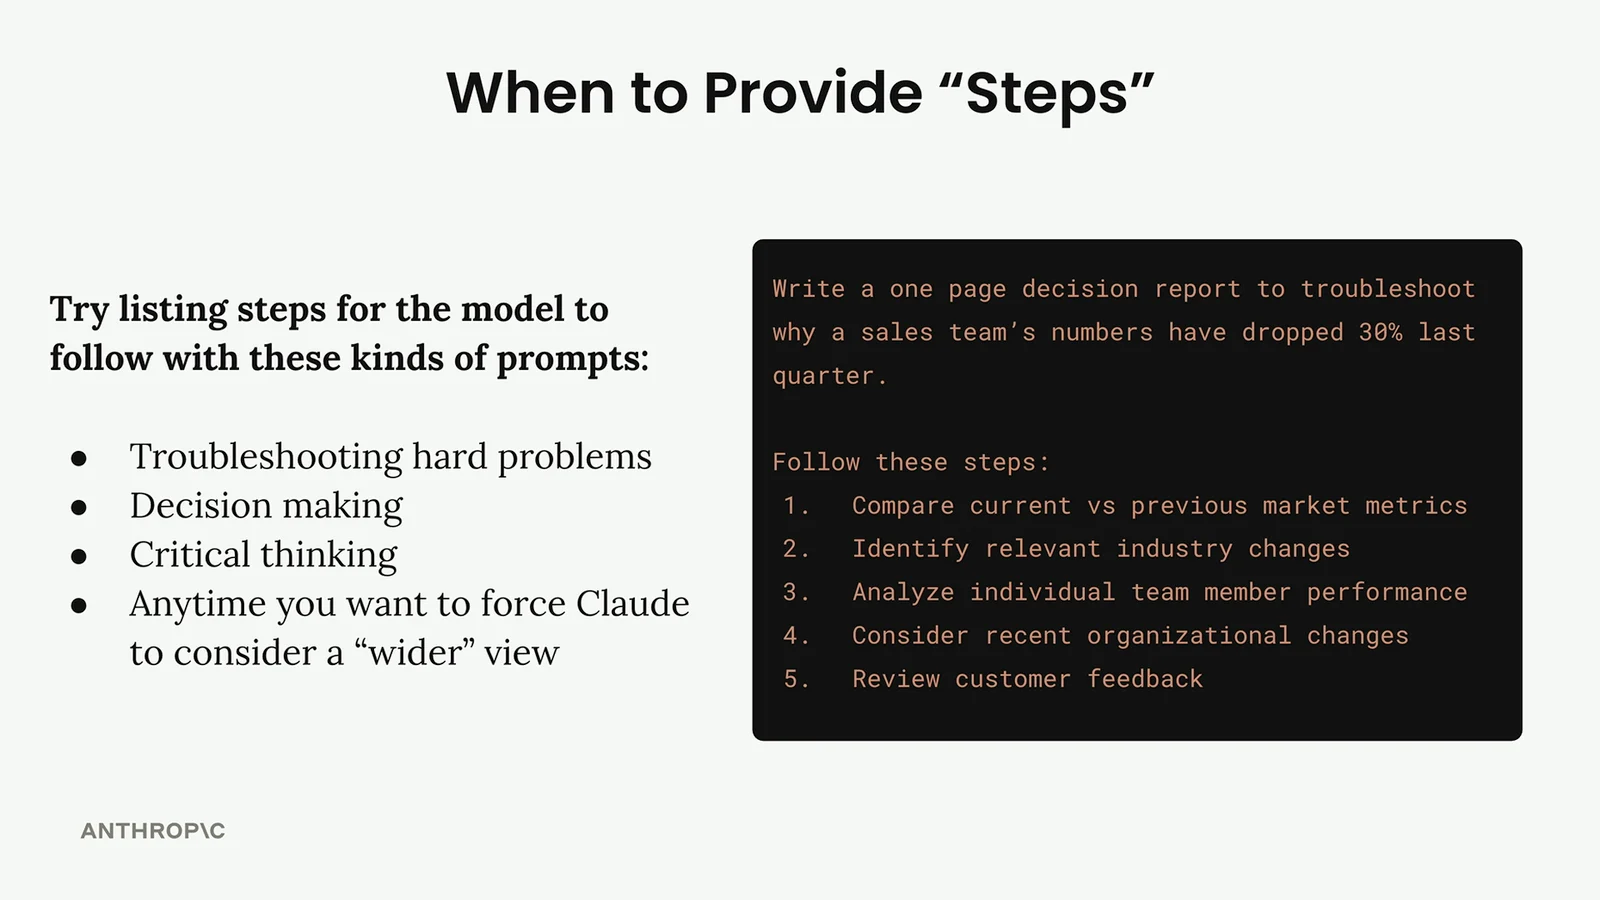 When to Provide “Steps”
Try listing steps for the model to
follow with these kinds of prompts:
● Troubleshooting hard problems
● Decision making
● Critical thinking
● Anytime you want to force Claude
to consider a “wider” view
Write a one page decision report to troubleshoot
why a sales team’s numbers have dropped 30% last
quarter.
Follow these steps:
1. Compare current vs previous market metrics
2. Identify relevant industry changes
3. Analyze individual team member performance
4. Consider recent organizational changes
5. Review customer feedback
ANTHROP\C